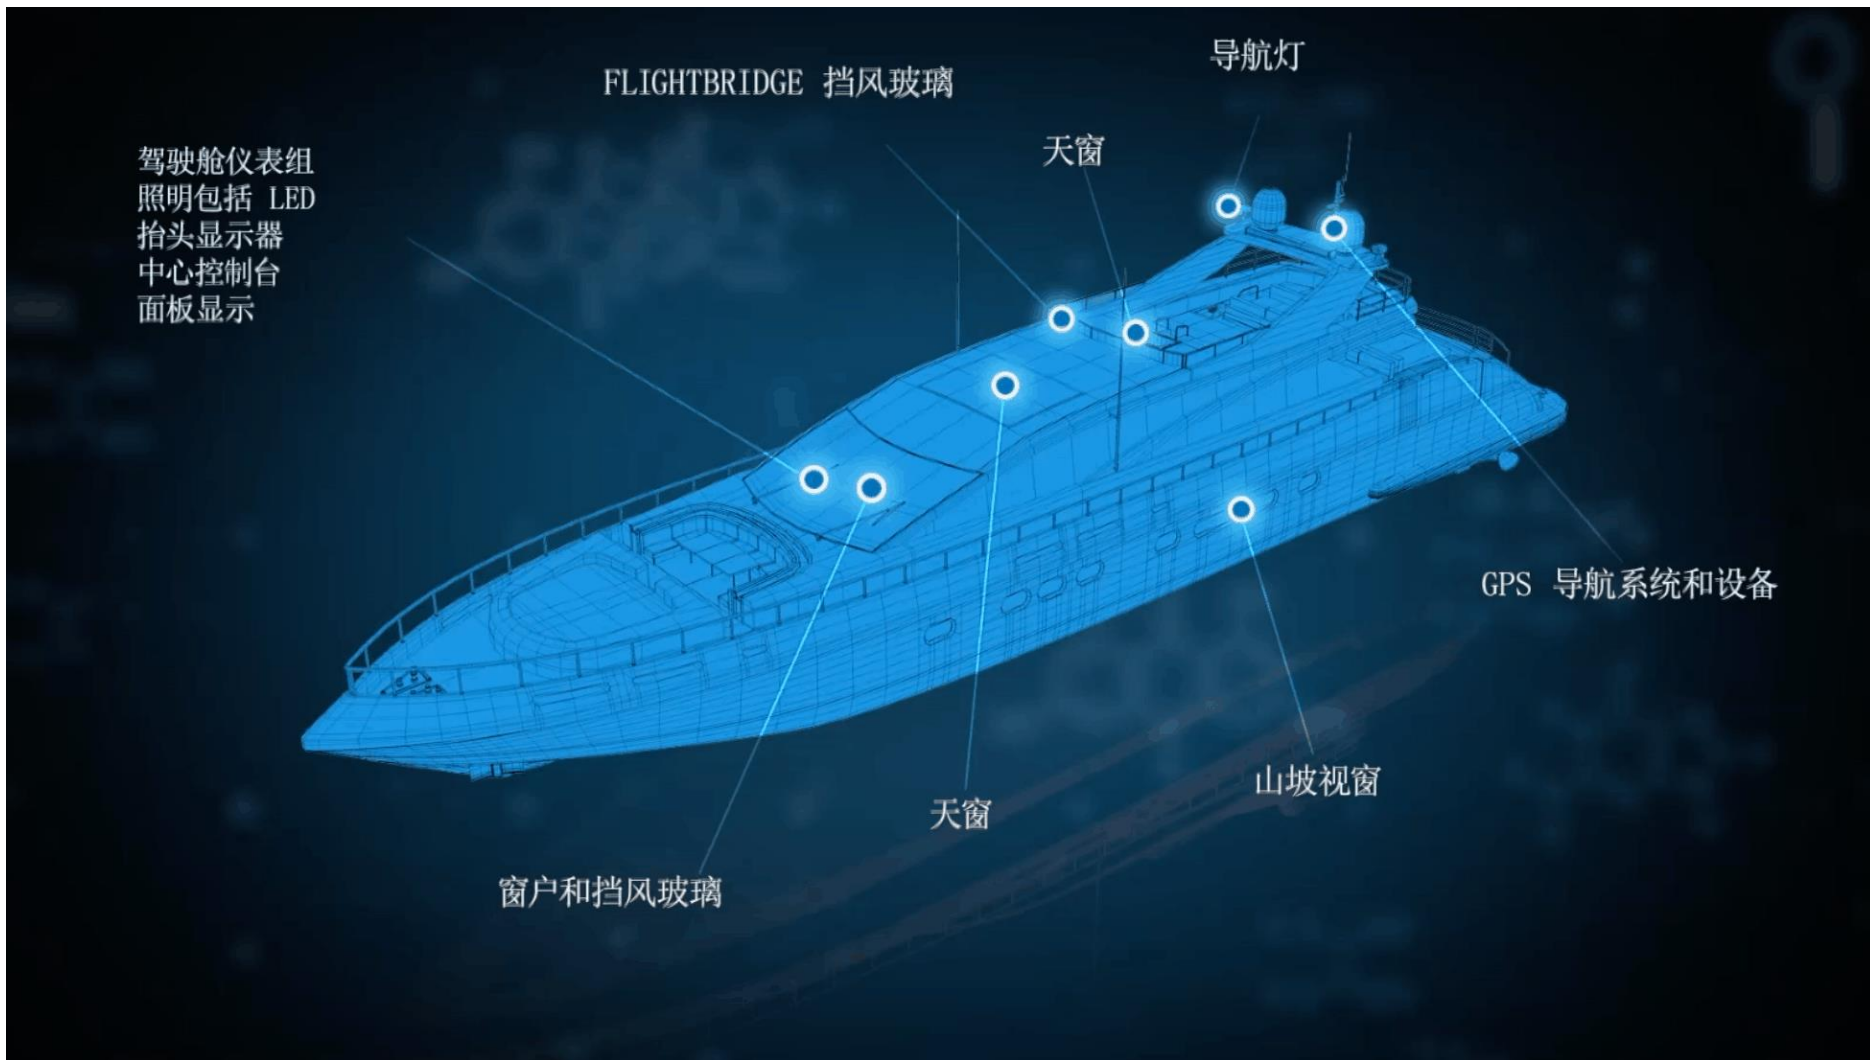 导航灯
FLIGHTBRIDGE 挡风玻璃
天窗
驾驶舱仪表组
照明包括 LED
抬头显示器
中心控制台
面板显示
GPS 导航系统和设备
山坡视窗
天窗
窗户和挡风玻璃